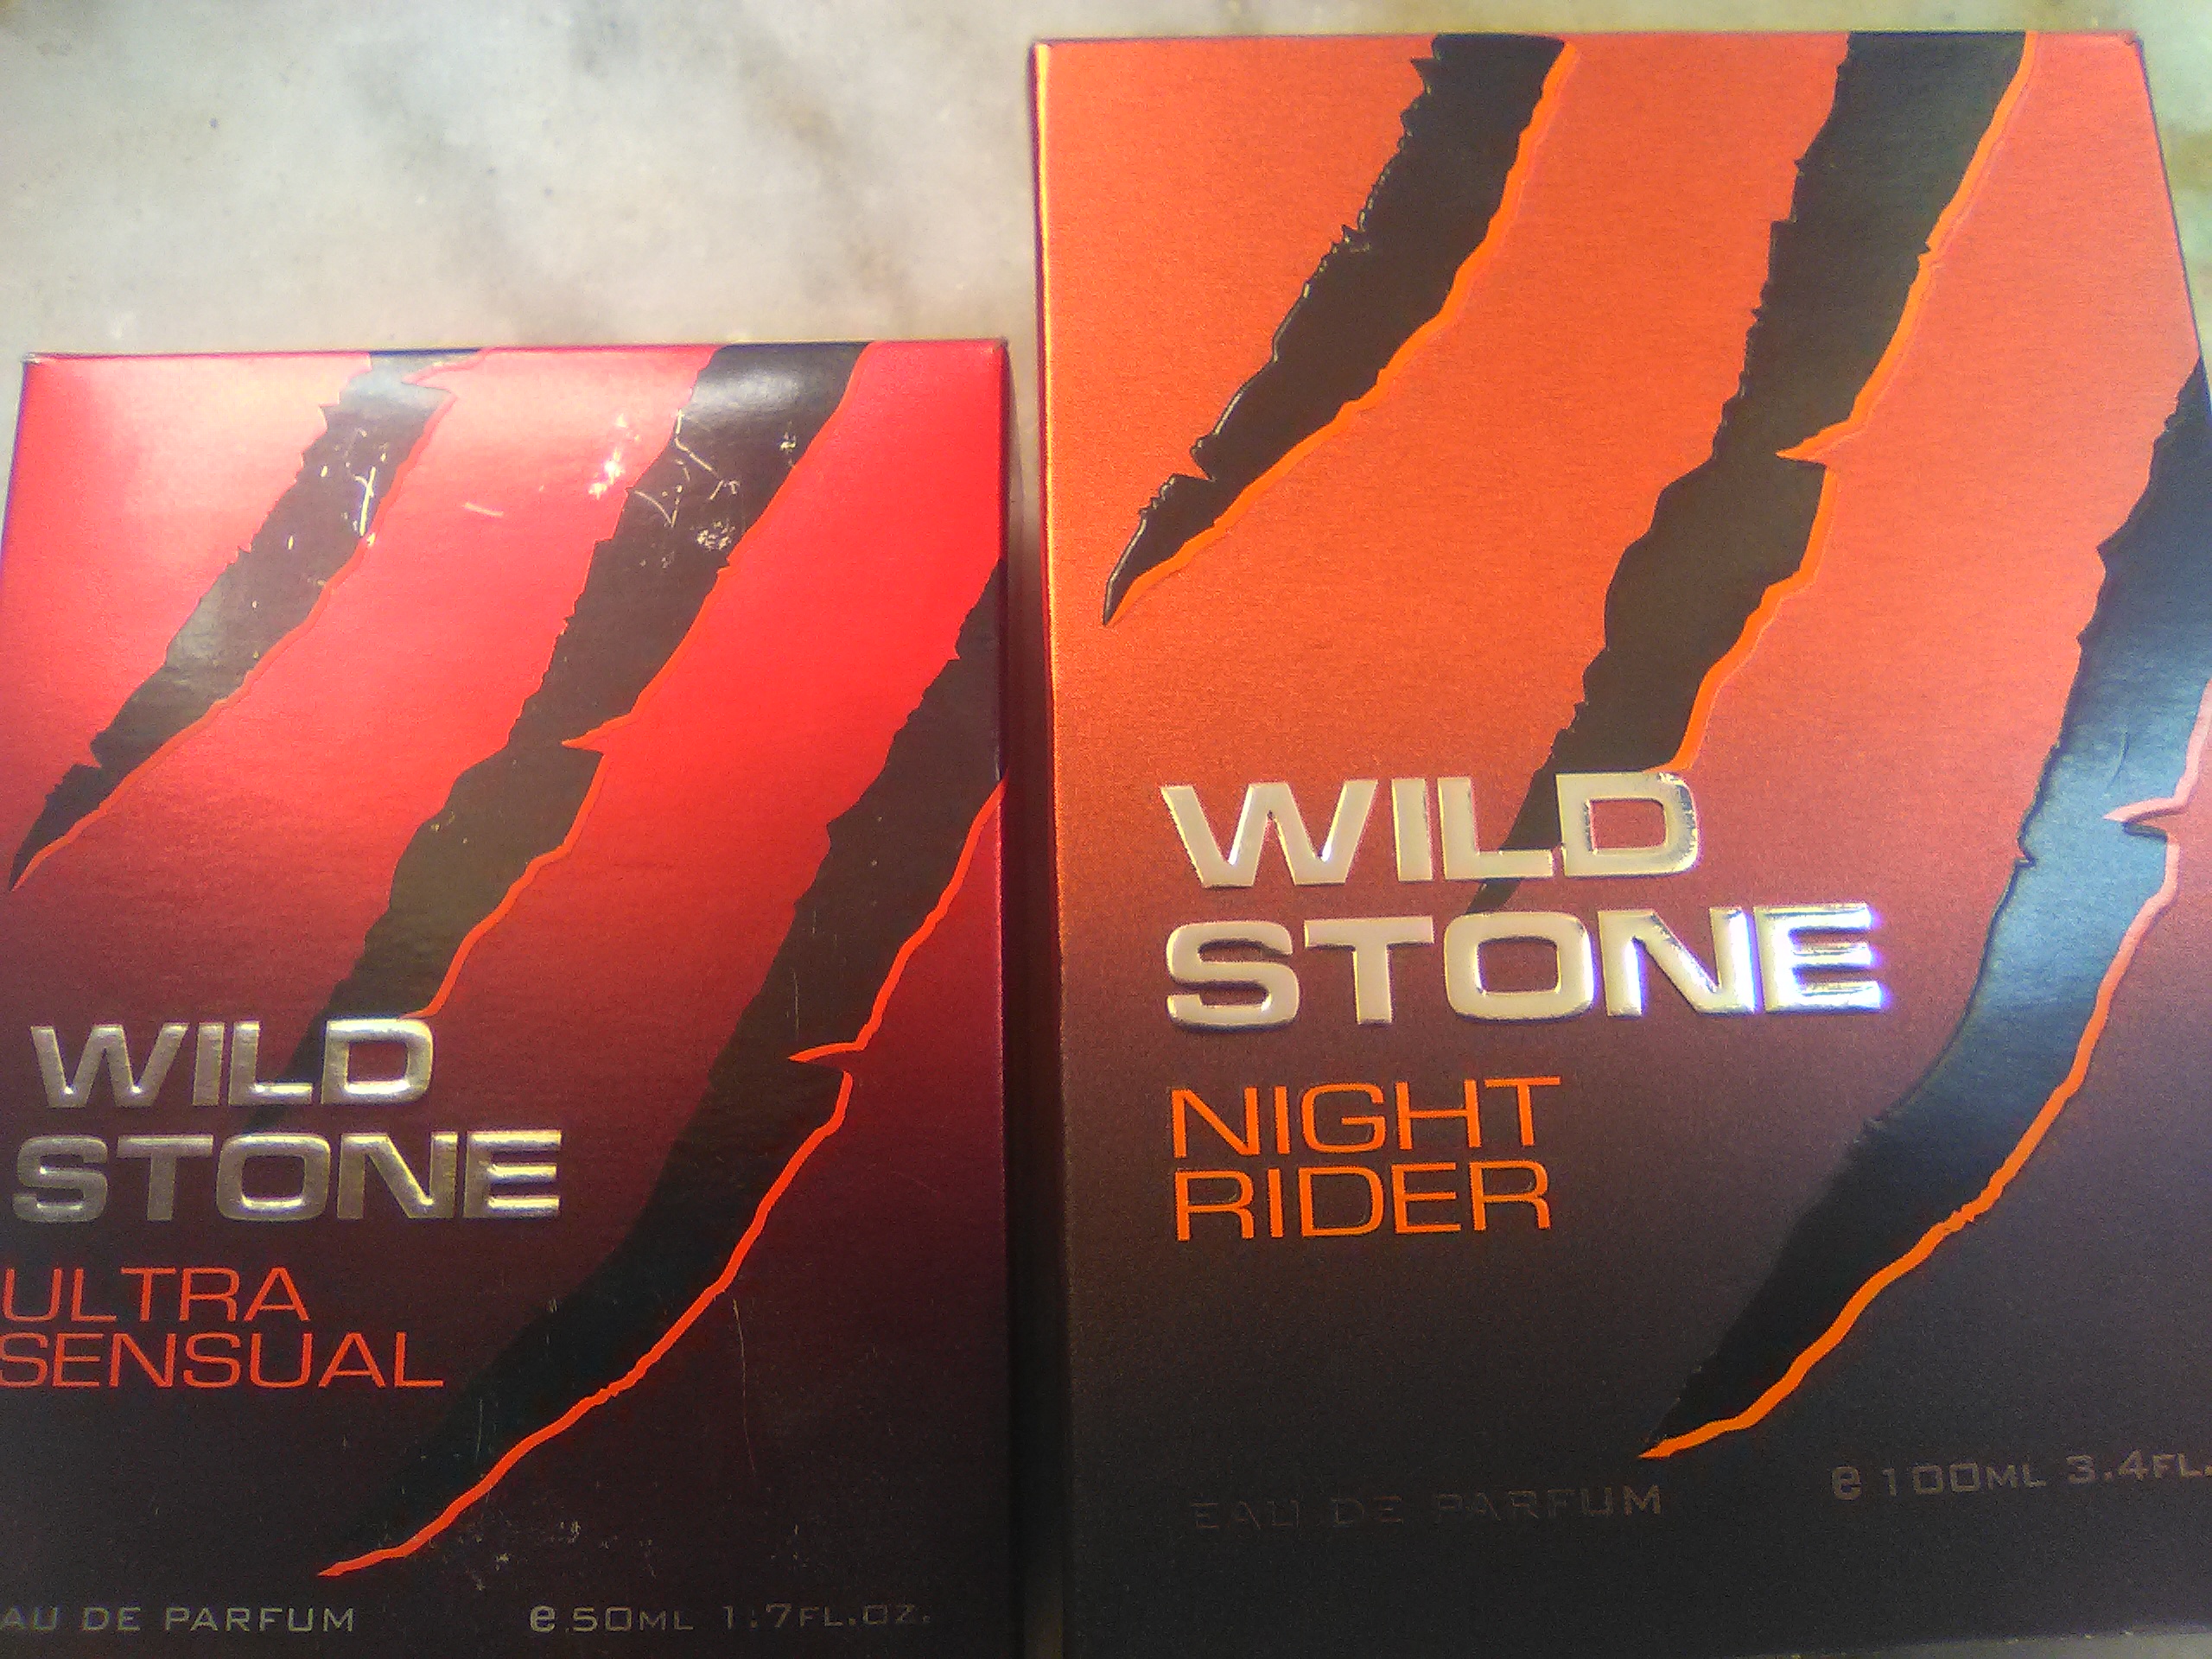 WILD
STONE
ULTRA
SENSUAL
AU DE PARFUM
e 50ML 1.7FL.OZ.
WILD
STONE
NIGHT
RIDER
EAU DE PARFUM
e 100ML 3.4FL.